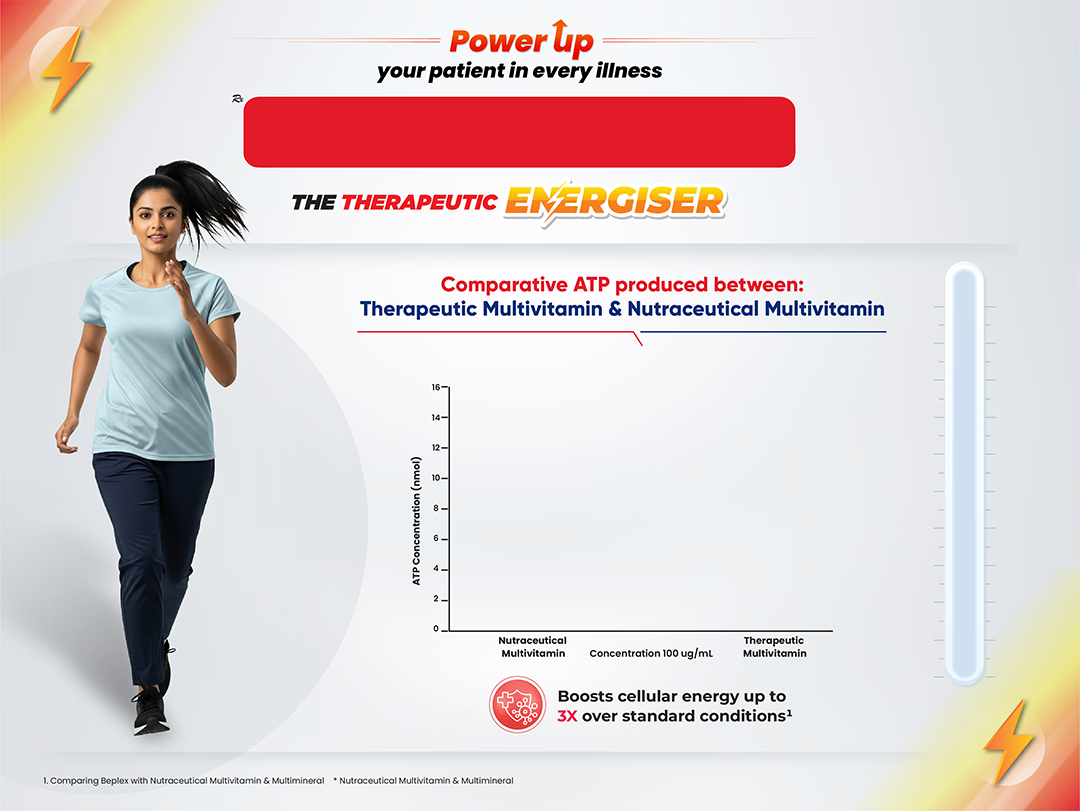 Power up
your patient in every illness
Rx
THE THERAPEUTIC ENERGISER
Comparative ATP produced between:
Therapeutic Multivitamin & Nutraceutical Multivitamin
16
14
12
10
8
6
4
2
0
ATP Concentration (nmol)
Nutraceutical
Multivitamin
Concentration 100 ug/mL
Therapeutic
Multivitamin
Boosts cellular energy up to
3X over standard conditions¹
1. Comparing Beplex with Nutraceutical Multivitamin & Multimineral * Nutraceutical Multivitamin & Multimineral